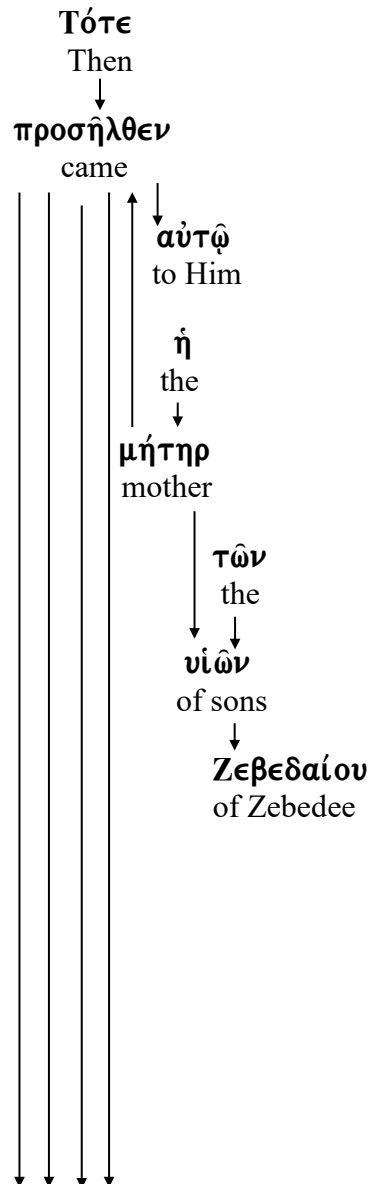 Τότε
Then
προσῆλθεν
came
αὐτῷ
to Him
ἡ
the
μήτηρ
mother
τῶν
the
υἱῶν
of sons
Ζεβεδαίου
of Zebedee